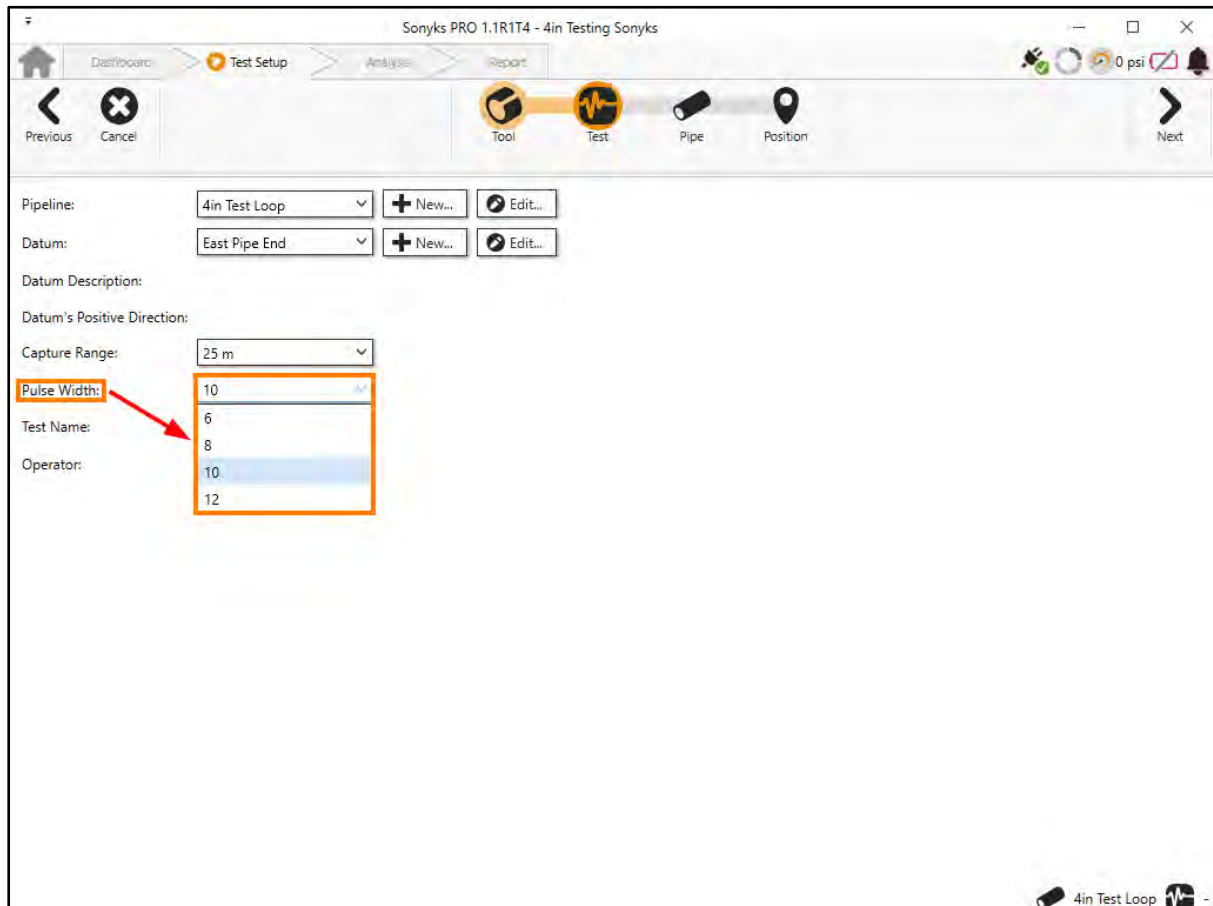 Sonyks PRO 1.1R1T4 - 4in Testing Sonyks
Dashboard Test Setup Analysis Report 0 psi
Previous Cancel Tool Test Pipe Position Next
Pipeline: 4in Test Loop New... Edit...
Datum: East Pipe End New... Edit...
Datum Description:
Datum's Positive Direction:
Capture Range: 25 m
Pulse Width: 10
6
Test Name:
8
Operator:
10
12
4in Test Loop -